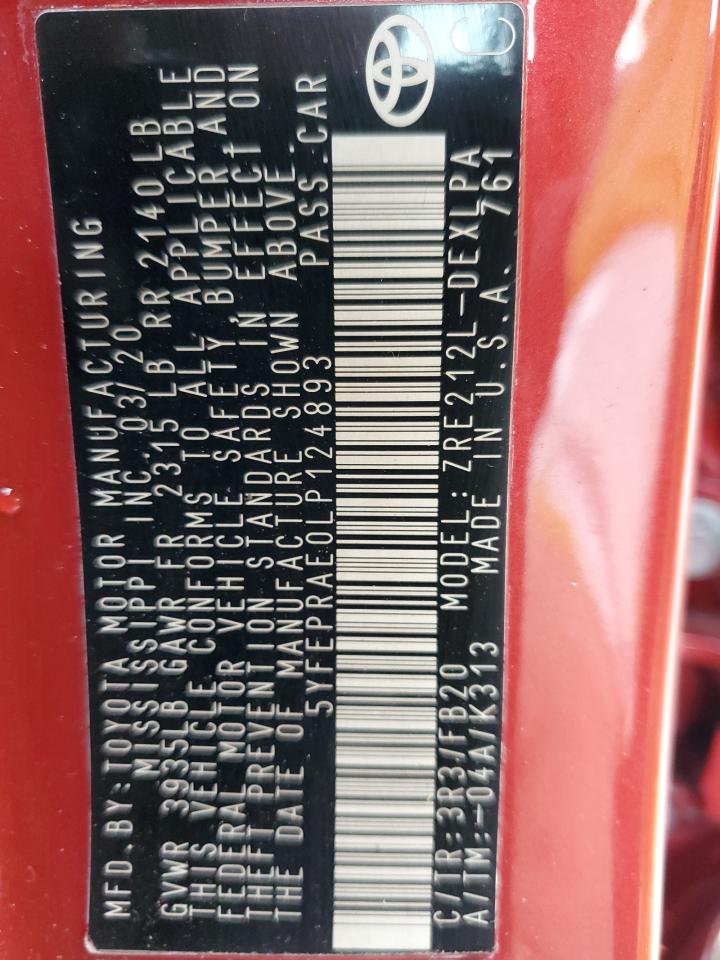 MFD.BY:TOYOTA MOTOR MANUFACTURING
MISSISSIPPI INC.03/20
GVWR 3935LB GAWR FR 2315 LB RR 2140LB
THIS VEHICLE CONFORMS TO ALL APPLICABLE
FEDERAL MOTOR VEHICLE SAFETY,BUMPER AND
THEFT PREVENTION STANDARDS IN EFFECT ON
THE DATE OF MANUFACTURE SHOWN ABOVE.
5YFEPRAE0LP124893 PASS.CAR
C/TR:3R3/FB20 MODEL:ZRE212L-DEXLPA
A/TM:-04A/K313 MADE IN U.S.A. 761
C